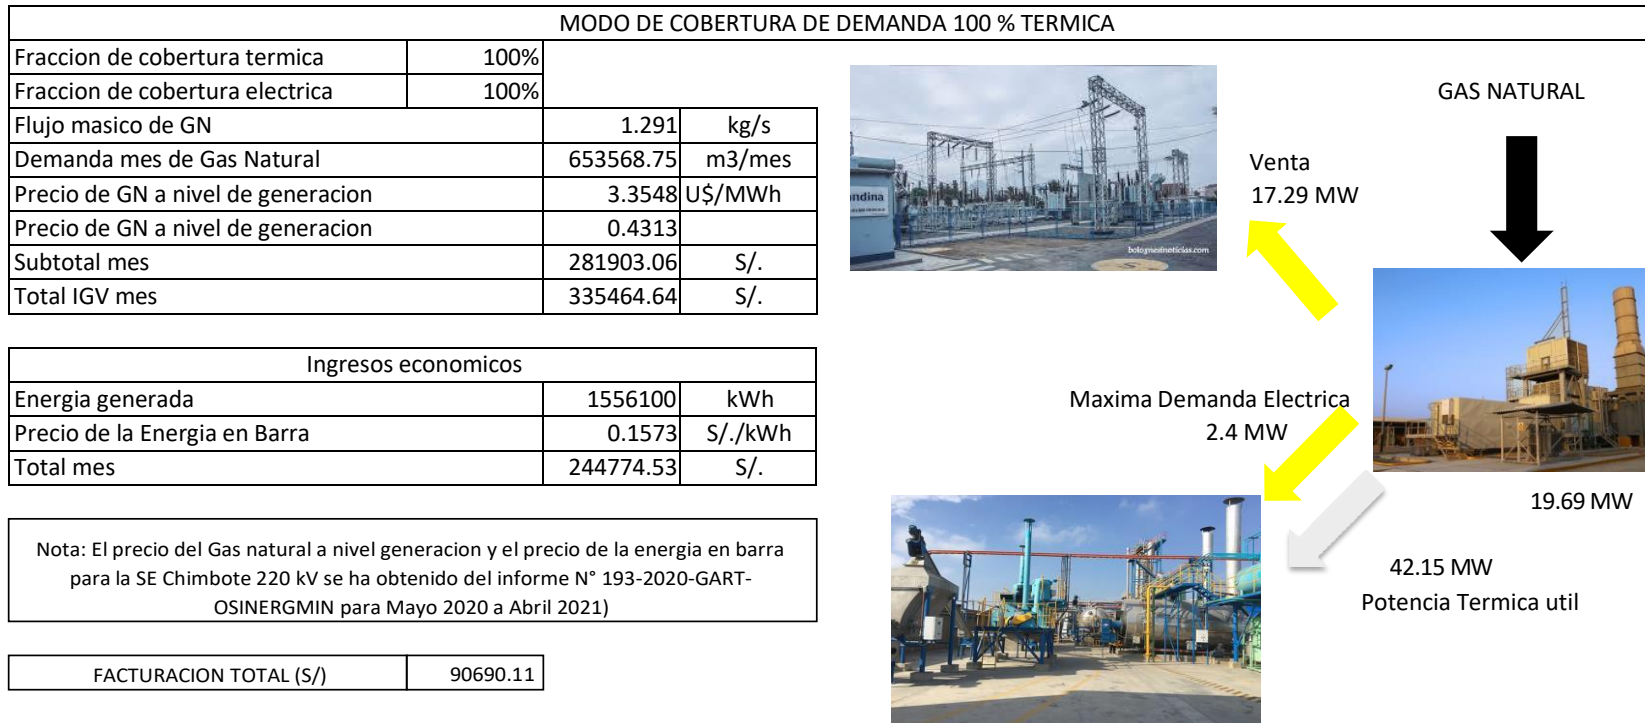 MODO DE COBERTURA DE DEMANDA 100 % TERMICA
Fraccion de cobertura termica 100%
Fraccion de cobertura electrica 100%
Flujo masico de GN 1.291 kg/s
Demanda mes de Gas Natural 653568.75 m3/mes
Precio de GN a nivel de generacion 3.3548 U$/MWh
Precio de GN a nivel de generacion 0.4313
Subtotal mes 281903.06 S/.
Total IGV mes 335464.64 S/.
Ingresos economicos
Energia generada 1556100 kWh
Precio de la Energia en Barra 0.1573 S/./kWh
Total mes 244774.53 S/.
Nota: El precio del Gas natural a nivel generacion y el precio de la energia en barra
para la SE Chimbote 220 kV se ha obtenido del informe N° 193-2020-GART-
OSINERGMIN para Mayo 2020 a Abril 2021)
FACTURACION TOTAL (S/) 90690.11
ndina
bolognesinoticias.com
GAS NATURAL
Venta
17.29 MW
Maxima Demanda Electrica
2.4 MW
19.69 MW
42.15 MW
Potencia Termica util